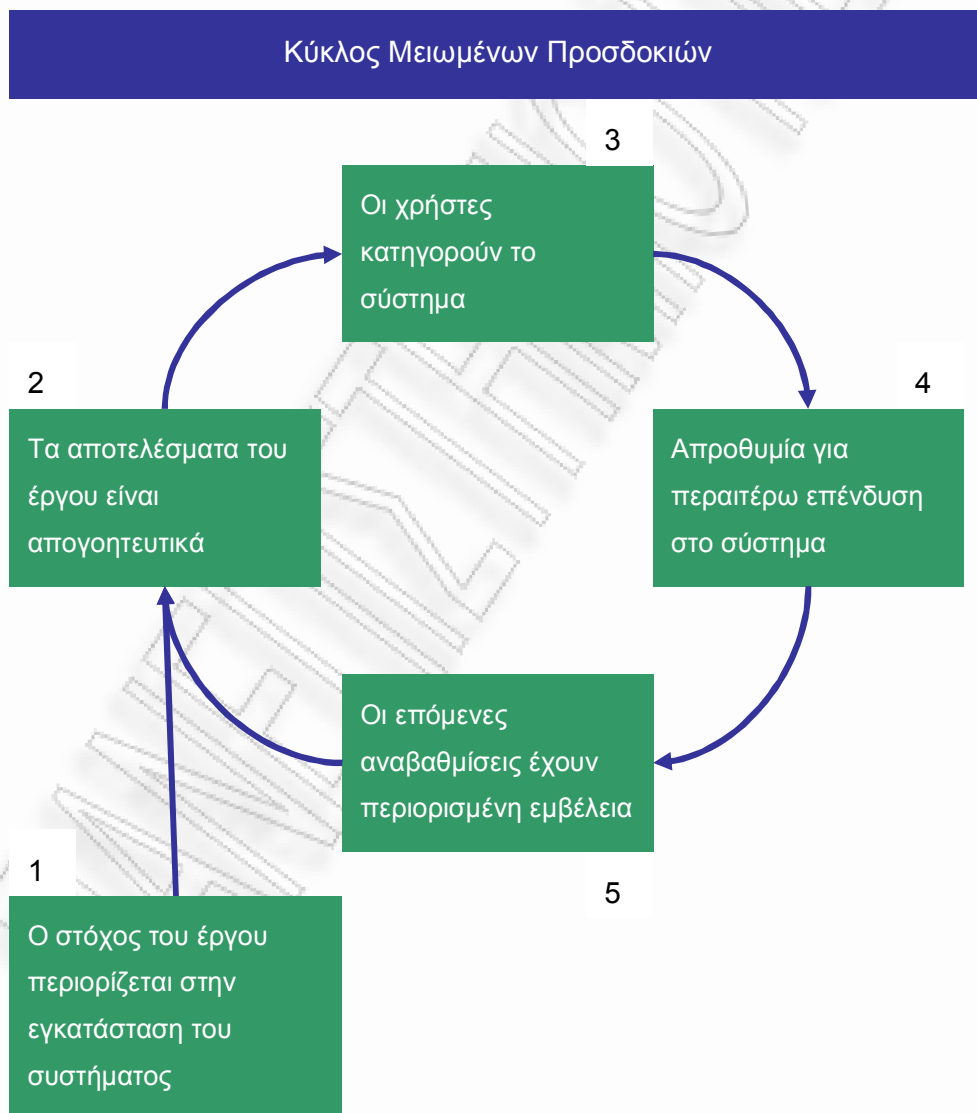 Κύκλος Μειωμένων Προσδοκιών
3
Οι χρήστες
κατηγορούν το
σύστημα
2
Τα αποτελέσματα του
έργου είναι
απογοητευτικά
4
Απροθυμία για
περαιτέρω επένδυση
στο σύστημα
Οι επόμενες
αναβαθμίσεις έχουν
περιορισμένη εμβέλεια
5
1
Ο στόχος του έργου
περιορίζεται στην
εγκατάσταση του
συστήματος